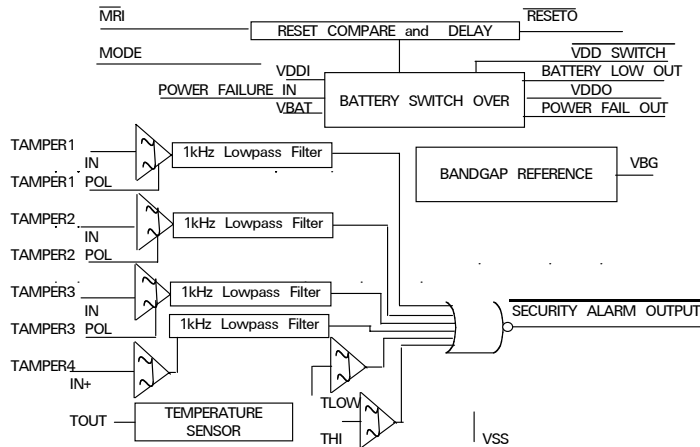 MRI
RESET COMPARE and DELAY
RESETO
MODE
VDD SWITCH
VDDI
BATTERY LOW OUT
POWER FAILURE IN
BATTERY SWITCH OVER
VDDO
VBAT
POWER FAIL OUT
TAMPER1
IN
TAMPER1 POL
1kHz Lowpass Filter
BANDGAP REFERENCE
VBG
TAMPER2
IN
TAMPER2 POL
1kHz Lowpass Filter
TAMPER3
IN
TAMPER3 POL
1kHz Lowpass Filter
1kHz Lowpass Filter
SECURITY ALARM OUTPUT
TAMPER4
IN+
TLOW
TOUT
TEMPERATURE
SENSOR
THI
VSS